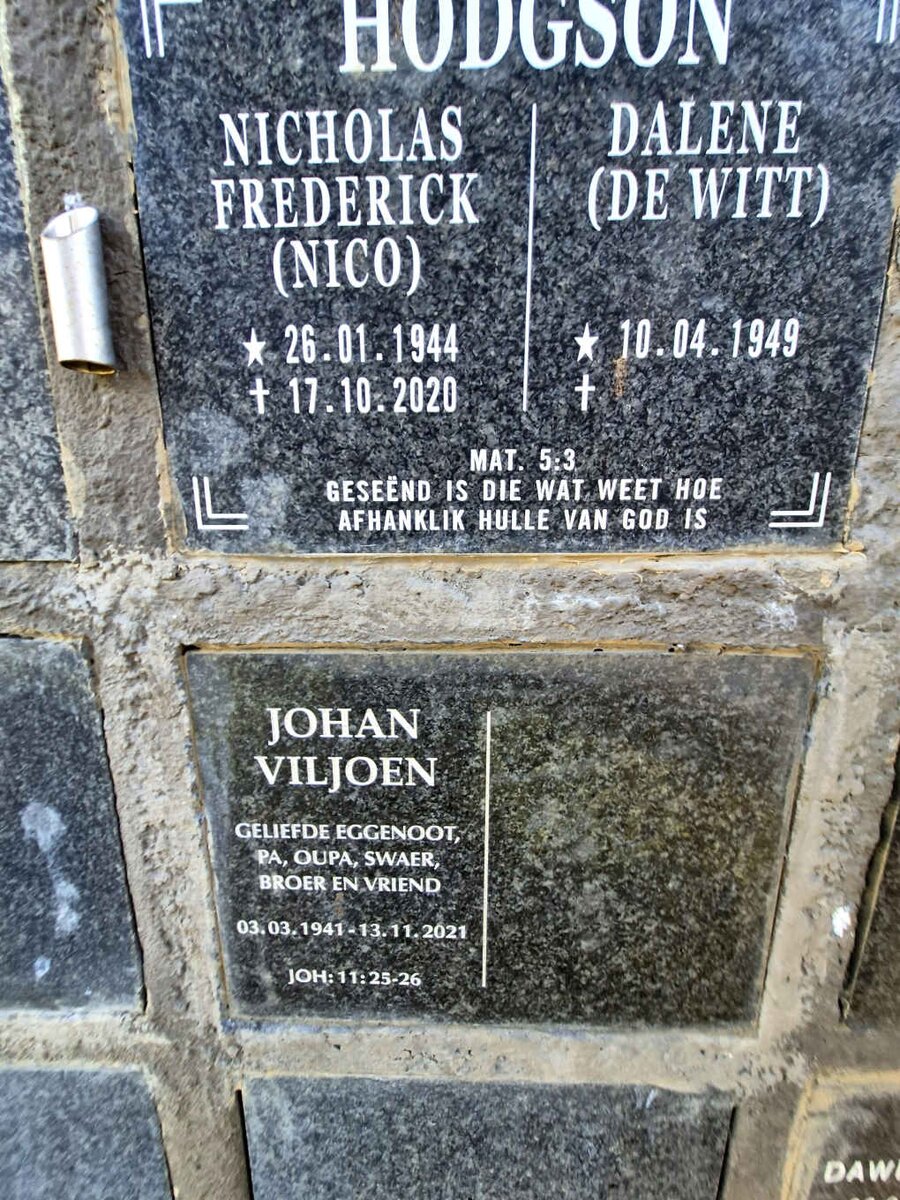 HODGSON
NICHOLAS
FREDERICK
(NICO)
★ 26.01.1944
✝ 17.10.2020
DALENE
(DE WITT)
★ 10.04.1949
✝
MAT. 5:3
GESEËND IS DIE WAT WEET HOE
AFHANKLIK HULLE VAN GOD IS
JOHAN
VILJOEN
GELIEFDE EGGENOOT,
PA, OUPA, SWAER,
BROER EN VRIEND
03.03.1941-13.11.2021
JOH:11:25-26